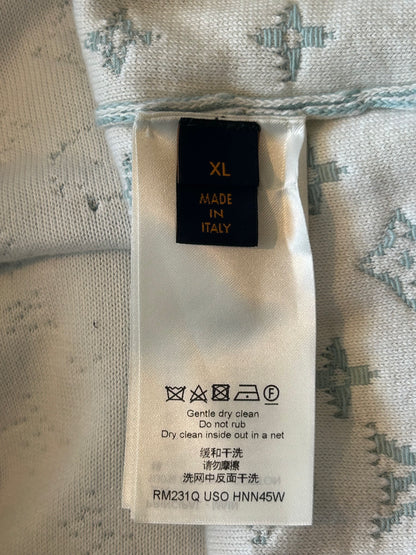 XL
MADE
IN
ITALY
Gentle dry clean
Do not rub
Dry clean inside out in a net
缓和干洗
请勿摩擦
洗网中反面干洗
RM231Q USO HNN45W